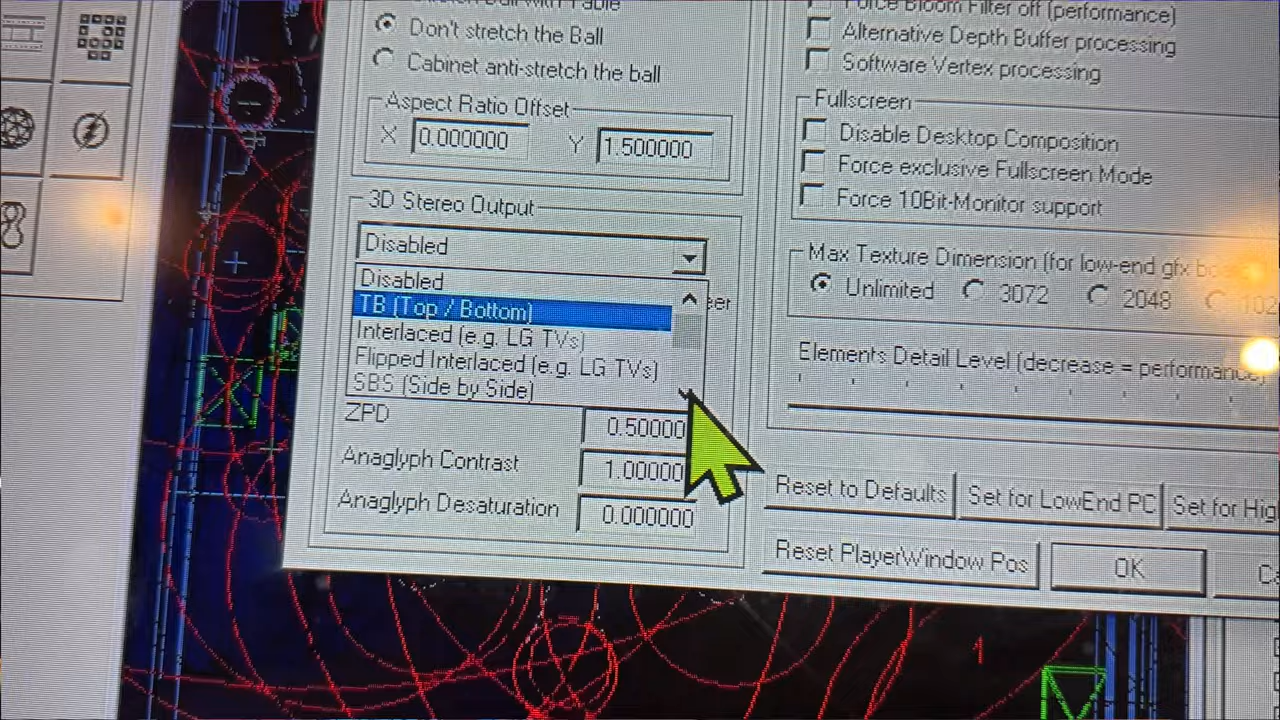 Don't stretch the Ball
Cabinet anti-stretch the ball
Aspect Ratio Offset
X 0.000000 Y 1.500000
3D Stereo Output
Disabled
Disabled
TB (Top / Bottom)
Interlaced (e.g. LG TVs)
Flipped Interlaced (e.g. LG TVs)
SBS (Side by Side)
ZPD 0.50000
Anaglyph Contrast 1.00000
Anaglyph Desaturation 0.000000
Force Bloom Filter off (performance)
Alternative Depth Buffer processing
Software Vertex processing
Fullscreen
Disable Desktop Composition
Force exclusive Fullscreen Mode
Force 10Bit-Monitor support
Max Texture Dimension (for low-end gfx
Unlimited 3072 2048
Elements Detail Level (decrease = performance
Reset to Defaults Set for LowEnd PC Set for
Reset PlayerWindow Pos OK
1